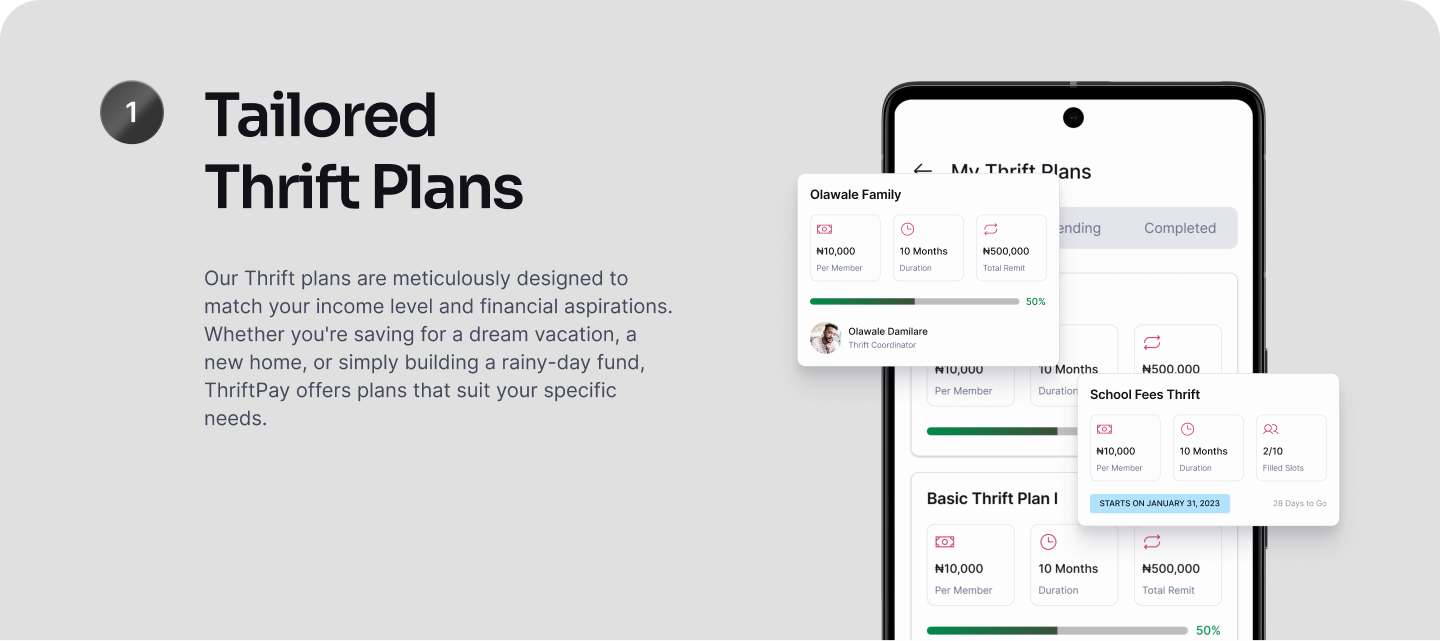 1
Tailored
Thrift Plans
Our Thrift plans are meticulously designed to
match your income level and financial aspirations.
Whether you're saving for a dream vacation, a
new home, or simply building a rainy-day fund,
ThriftPay offers plans that suit your specific
needs.
My Thrift Plans
ending Completed
Olawale Family
₦10,000 10 Months ₦500,000
Per Member Duration Total Remit
50%
Olawale Damilare
Thrift Coordinator
₦10,000 10 Months ₦500,000
Per Member Duration
School Fees Thrift
₦10,000 10 Months 2/10
Per Member Duration Filled Slots
STARTS ON JANUARY 31, 2023 28 Days to Go
Basic Thrift Plan I
₦10,000 10 Months ₦500,000
Per Member Duration Total Remit
50%